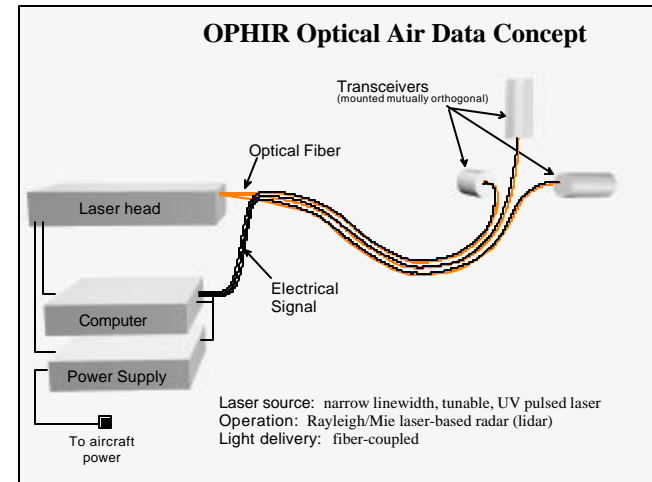 OPHIR Optical Air Data Concept
Transceivers
(mounted mutually orthogonal)
Optical Fiber
Laser head
Electrical
Signal
Computer
Power Supply
Laser source: narrow linewidth, tunable, UV pulsed laser
Operation: Rayleigh/Mie laser-based radar (lidar)
Light delivery: fiber-coupled
To aircraft
power